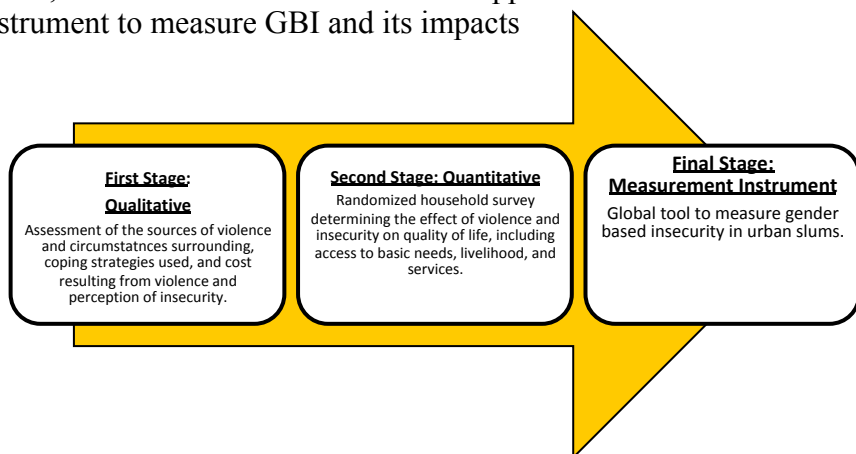 strument to measure GBI and its impacts
First Stage:
Qualitative
Assessment of the sources of violence
and circumstatnces surrounding,
coping strategies used, and cost
resulting from violence and
perception of insecurity.
Second Stage: Quantitative
Randomized household survey
determining the effect of violence and
insecurity on quality of life, including
access to basic needs, livelihood, and
services.
Final Stage:
Measurement Instrument
Global tool to measure gender
based insecurity in urban slums.